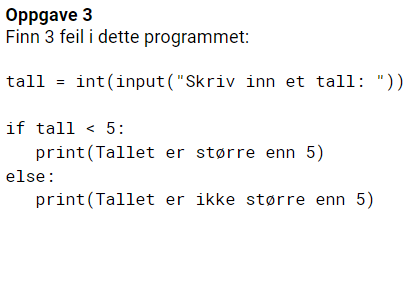 Oppgave 3
Finn 3 feil i dette programmet:
tall = int(input("Skriv inn et tall: "))
if tall < 5:
print(Tallet er større enn 5)
else:
print(Tallet er ikke større enn 5)